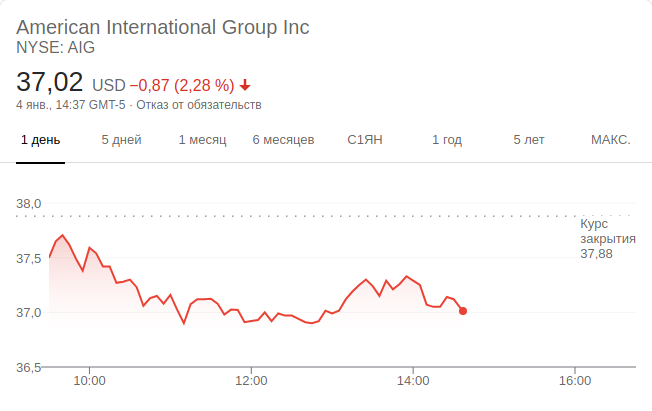 American International Group Inc
NYSE: AIG
37,02 USD −0,87 (2,28 %)
4 янв., 14:37 GMT-5 · Отказ от обязательств
1 день 5 дней 1 месяц 6 месяцев С1ЯН 1 год 5 лет МАКС.
38,0
Курс
закрытия
37,88
37,5
37,0
36,5
10:00 12:00 14:00 16:00